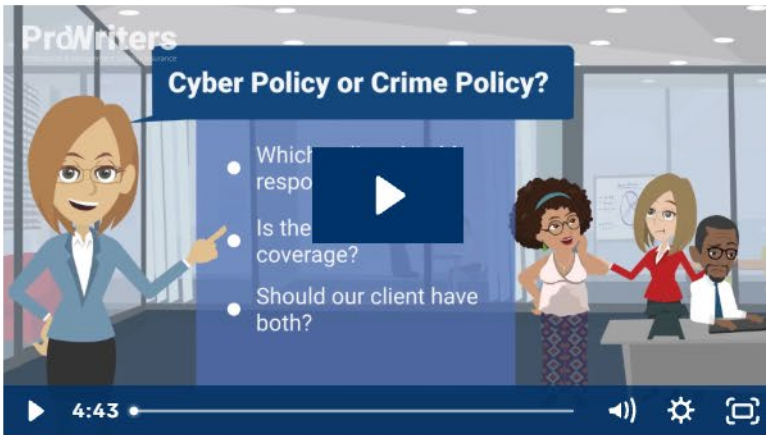 ProWriters
Cyber Policy or Crime Policy?
Which
respo
Is the
coverage?
Should our client have
both?
4:43